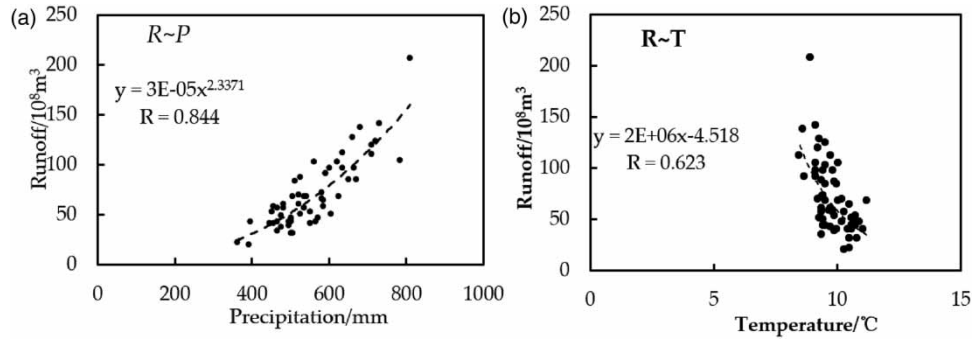 (a)
R~P
y = 3E-05x^2.3371
R = 0.844
Runoff/10^8m^3
250
200
150
100
50
0
0 200 400 600 800 1000
Precipitation/mm
(b)
R~T
y = 2E+06x-4.518
R = 0.623
Runoff/10^8m^3
250
200
150
100
50
0
0 5 10 15
Temperature/℃